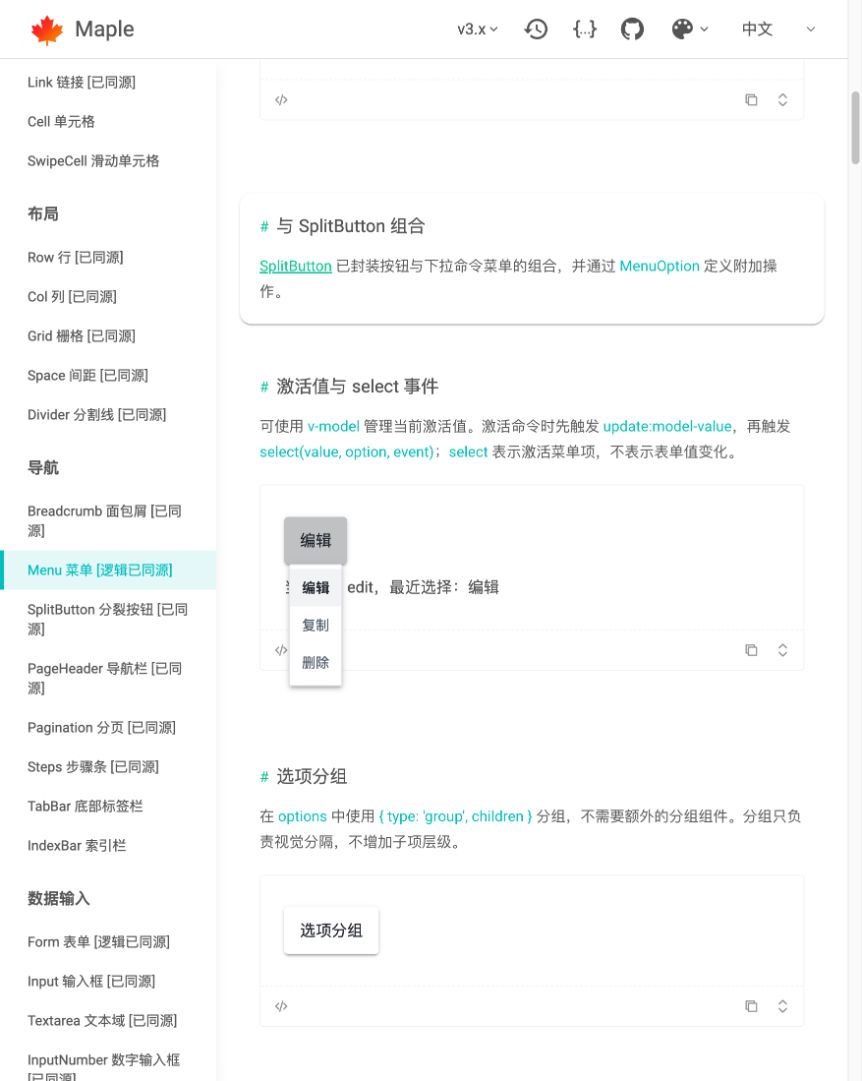 Maple
v3.x
{...}
中文
Link 链接 [已同源]
Cell 单元格
SwipeCell 滑动单元格
布局
Row 行 [已同源]
Col 列 [已同源]
Grid 栅格 [已同源]
Space 间距 [已同源]
Divider 分割线 [已同源]
导航
Breadcrumb 面包屑 [已同
源]
Menu 菜单 [逻辑已同源]
SplitButton 分裂按钮 [已同
源]
PageHeader 导航栏 [已同
源]
Pagination 分页 [已同源]
Steps 步骤条 [已同源]
TabBar 底部标签栏
IndexBar 索引栏
数据输入
Form 表单 [逻辑已同源]
Input 输入框 [已同源]
Textarea 文本域 [已同源]
InputNumber 数字输入框
[已同源]
</>
# 与 SplitButton 组合
SplitButton 已封装按钮与下拉命令菜单的组合，并通过 MenuOption 定义附加操
作。
# 激活值与 select 事件
可使用 v-model 管理当前激活值。激活命令时先触发 update:model-value，再触发
select(value, option, event)；select 表示激活菜单项，不表示表单值变化。
编辑
edit，最近选择：编辑
编辑
复制
删除
</>
# 选项分组
在 options 中使用 { type: 'group', children } 分组，不需要额外的分组组件。分组只负
责视觉分隔，不增加子项层级。
选项分组
</>